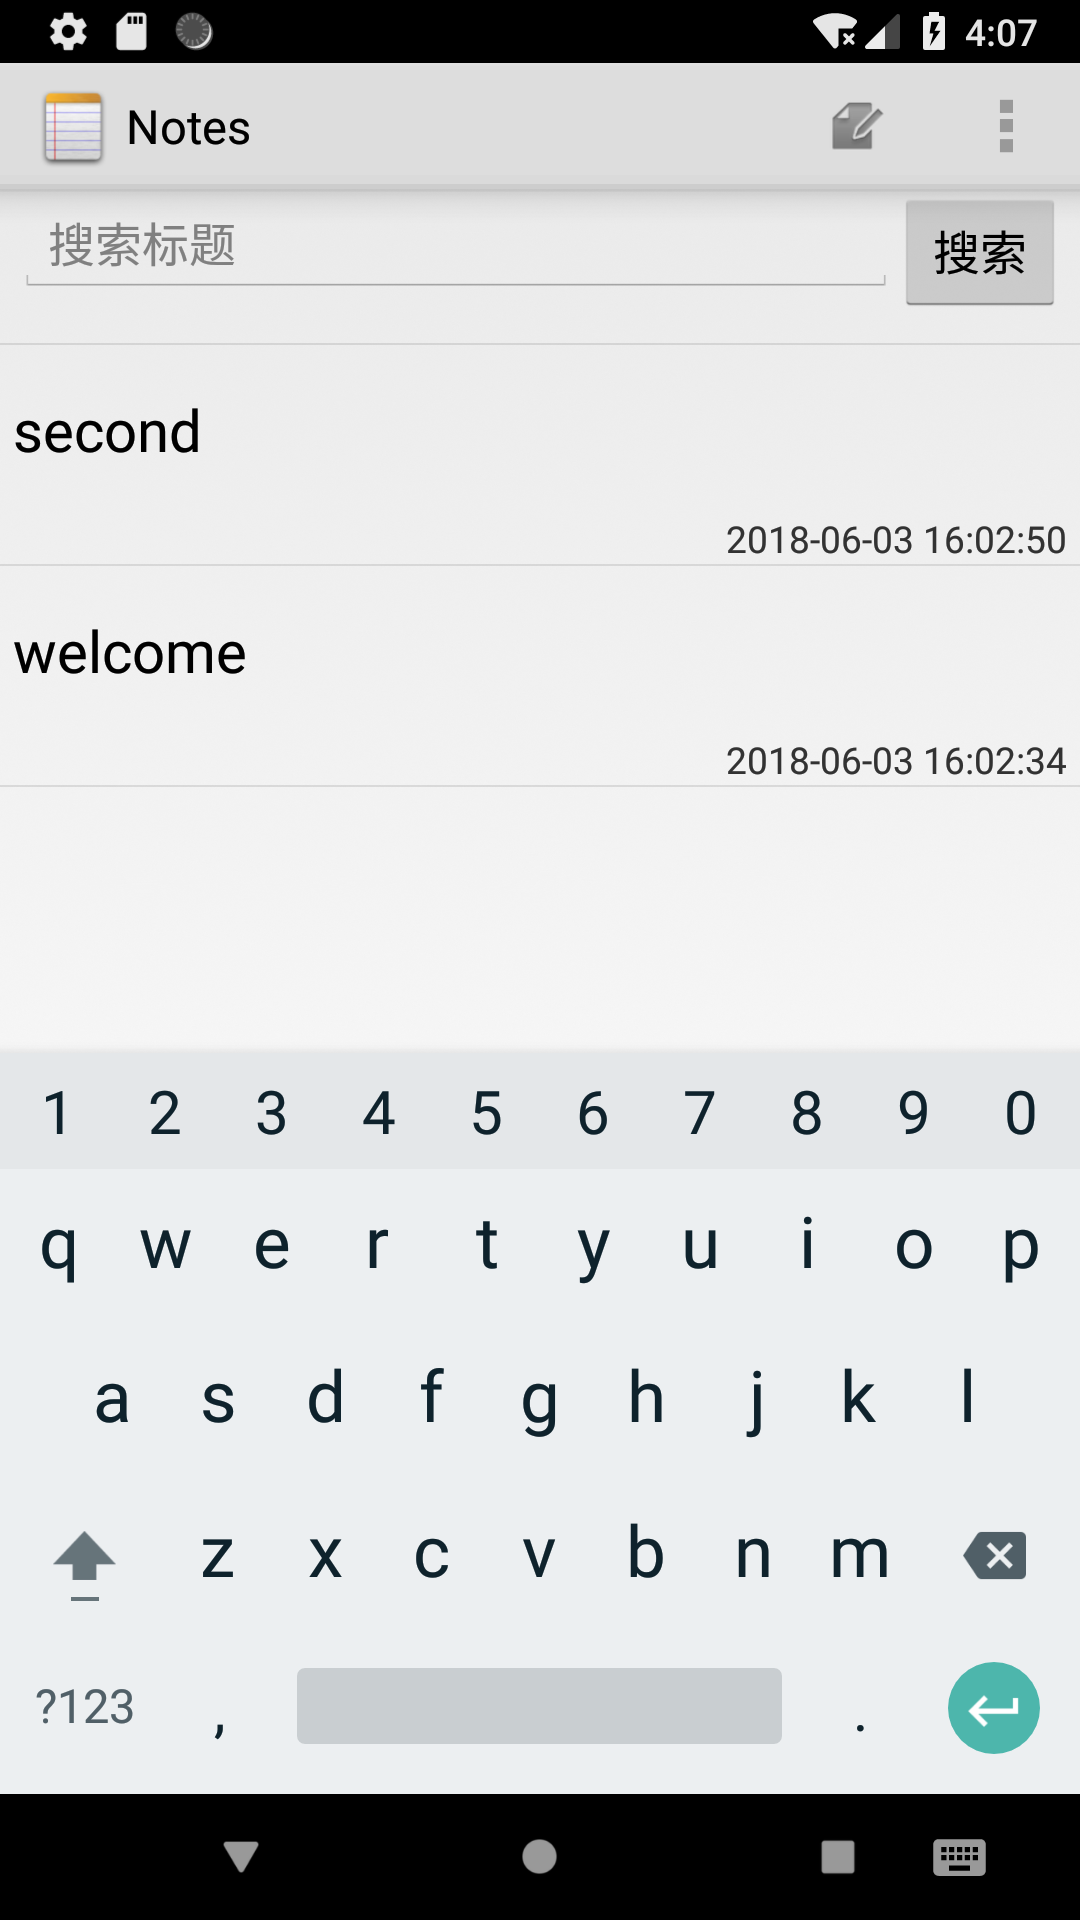 4:07
Notes
搜索标题
搜索
second
2018-06-03 16:02:50
welcome
2018-06-03 16:02:34
1 2 3 4 5 6 7 8 9 0
q w e r t y u i o p
a s d f g h j k l
z x c v b n m
?123 , .